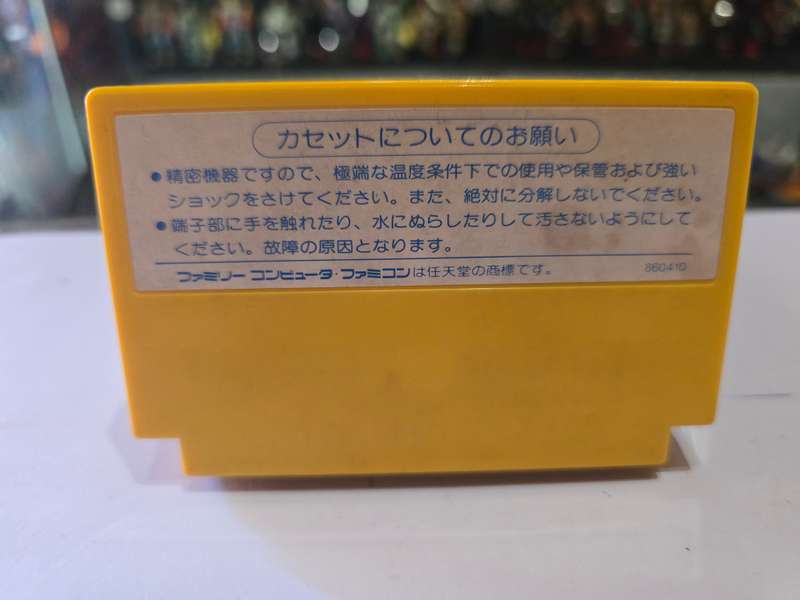 カセットについてのお願い
●精密機器ですので、極端な温度条件下での使用や保管および強い
ショックをさけてください。また、絶対に分解しないでください。
●端子部に手を触れたり、水にぬらしたりして汚さないようにして
ください。故障の原因となります。
ファミリー コンピュータ・ファミコンは任天堂の商標です。 860410